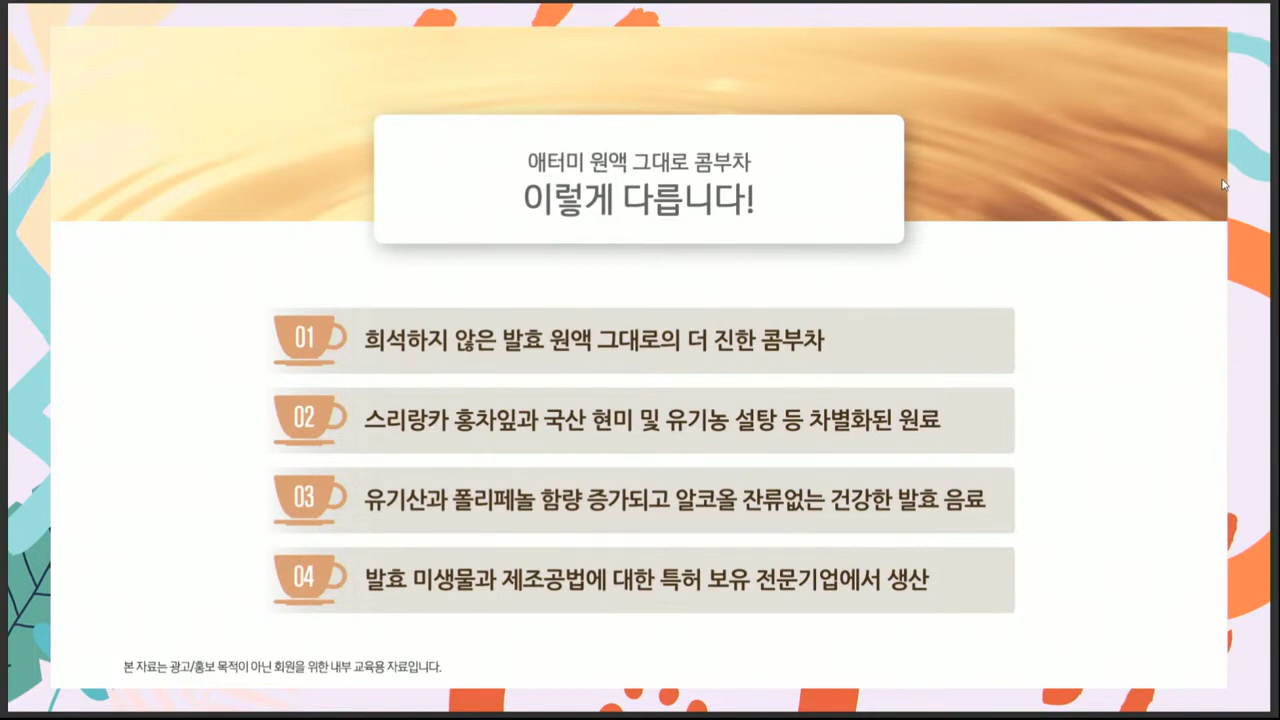 애터미 원액 그대로 콤부차
이렇게 다릅니다!
01 희석하지 않은 발효 원액 그대로의 더 진한 콤부차
02 스리랑카 홍차잎과 국산 현미 및 유기농 설탕 등 차별화된 원료
03 유기산과 폴리페놀 함량 증가되고 알코올 잔류없는 건강한 발효 음료
04 발효 미생물과 제조공법에 대한 특허 보유 전문기업에서 생산
본 자료는 광고/홍보 목적이 아닌 회원을 위한 내부 교육용 자료입니다.